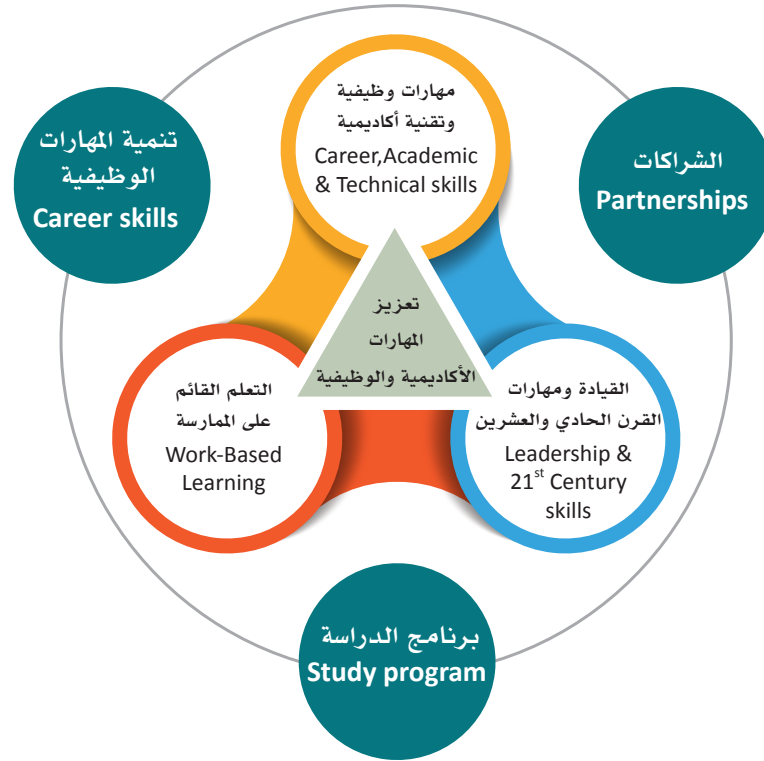 مهارات وظيفية
وتقنية أكاديمية
Career,Academic
& Technical skills
تنمية المهارات
الوظيفية
Career skills
الشراكات
Partnerships
تعزيز
المهارات
الأكاديمية والوظيفية
التعلم القائم
على الممارسة
Work-Based
Learning
القيادة ومهارات
القرن الحادي والعشرين
Leadership &
21st Century
skills
برنامج الدراسة
Study program